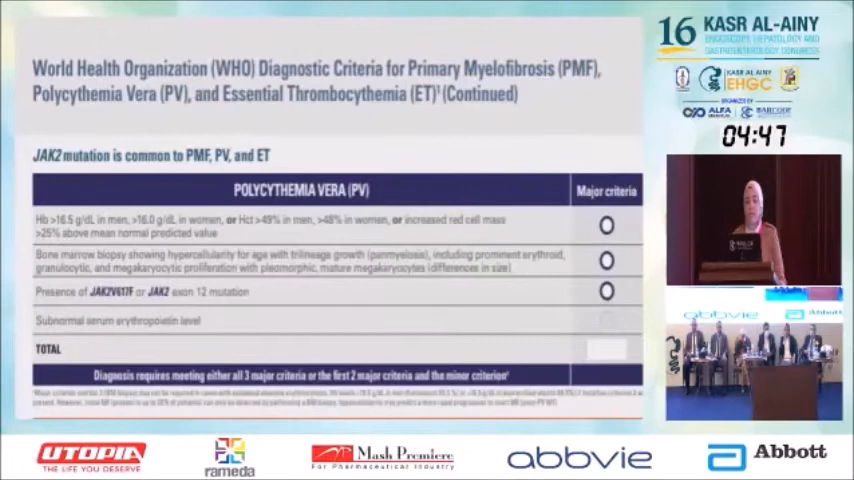 World Health Organization (WHO) Diagnostic Criteria for Primary Myelofibrosis (PMF),
Polycythemia Vera (PV), and Essential Thrombocythemia (ET)¹ (Continued)
JAK2 mutation is common to PMF, PV, and ET
POLYCYTHEMIA VERA (PV)
Major criteria
Hb >16.5 g/dL in men, >16.0 g/dL in women, or Hct >49% in men, >48% in women, or increased red cell mass
>25% above mean normal predicted value
Bone marrow biopsy showing hypercellularity for age with trilineage growth (panmyelosis), including prominent erythroid,
granulocytic, and megakaryocytic proliferation with pleomorphic, mature megakaryocytes (differences in size)
Presence of JAK2V617F or JAK2 exon 12 mutation
Subnormal serum erythropoietin level
TOTAL
Diagnosis requires meeting either all 3 major criteria or the first 2 major criteria and the minor criterion
16 KASR AL-AINY
ENDOSCOPY, HEPATOLOGY AND
GASTROENTEROLOGY CONGRESS
KASR AL-AINY
EHGC
ORGANIZED BY
ALFA
BARCODE
04:47
abbvie
Abbott
UTOPIA
THE LIFE YOU DESERVE
rameda
Mash Premiere
For Pharmaceutical Industry
abbvie
Abbott